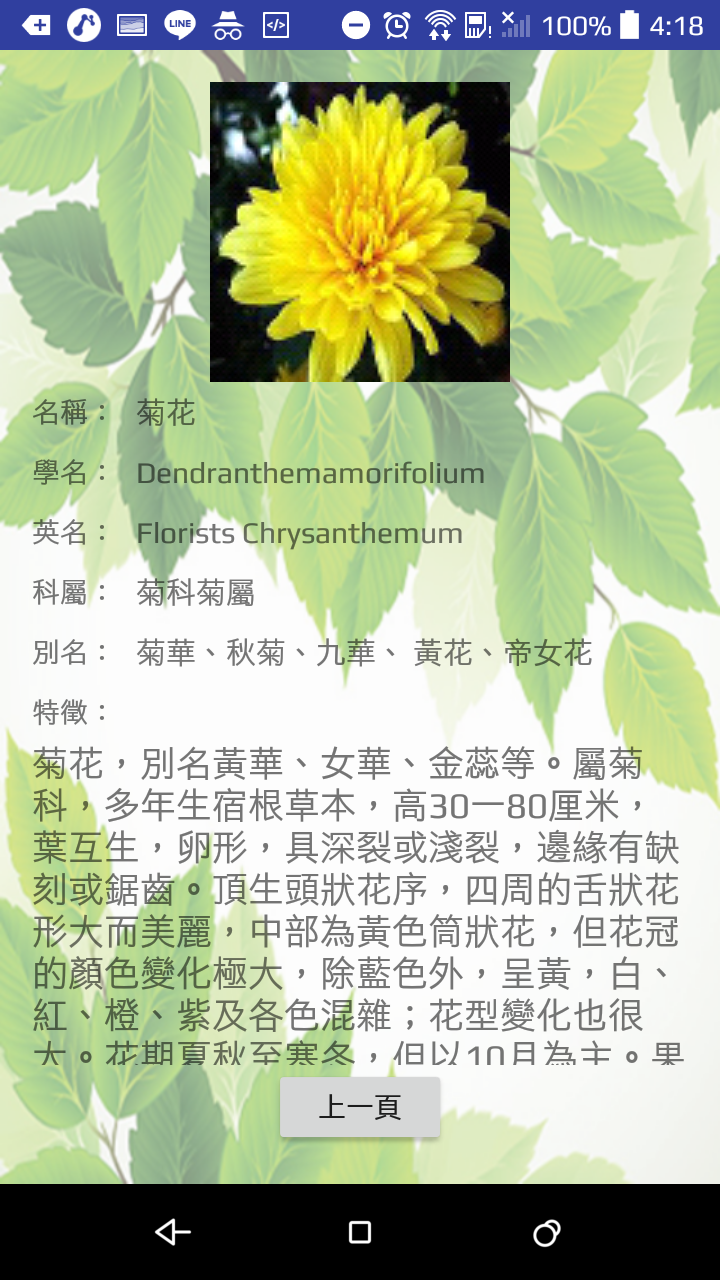 LINE
100% 4:18
名稱： 菊花
學名： Dendranthemamorifolium
英名： Florists Chrysanthemum
科屬： 菊科菊屬
別名： 菊華、秋菊、九華、 黃花、帝女花
特徵：
菊花，別名黃華、女華、金蕊等。屬菊
科，多年生宿根草本，高30一80厘米，
葉互生，卵形，具深裂或淺裂，邊緣有缺
刻或鋸齒。頂生頭狀花序，四周的舌狀花
形大而美麗，中部為黃色筒狀花，但花冠
的顏色變化極大，除藍色外，呈黃，白、
紅、橙、紫及各色混雜；花型變化也很
大。花期夏秋至寒冬，但以10月為主。果
上一頁